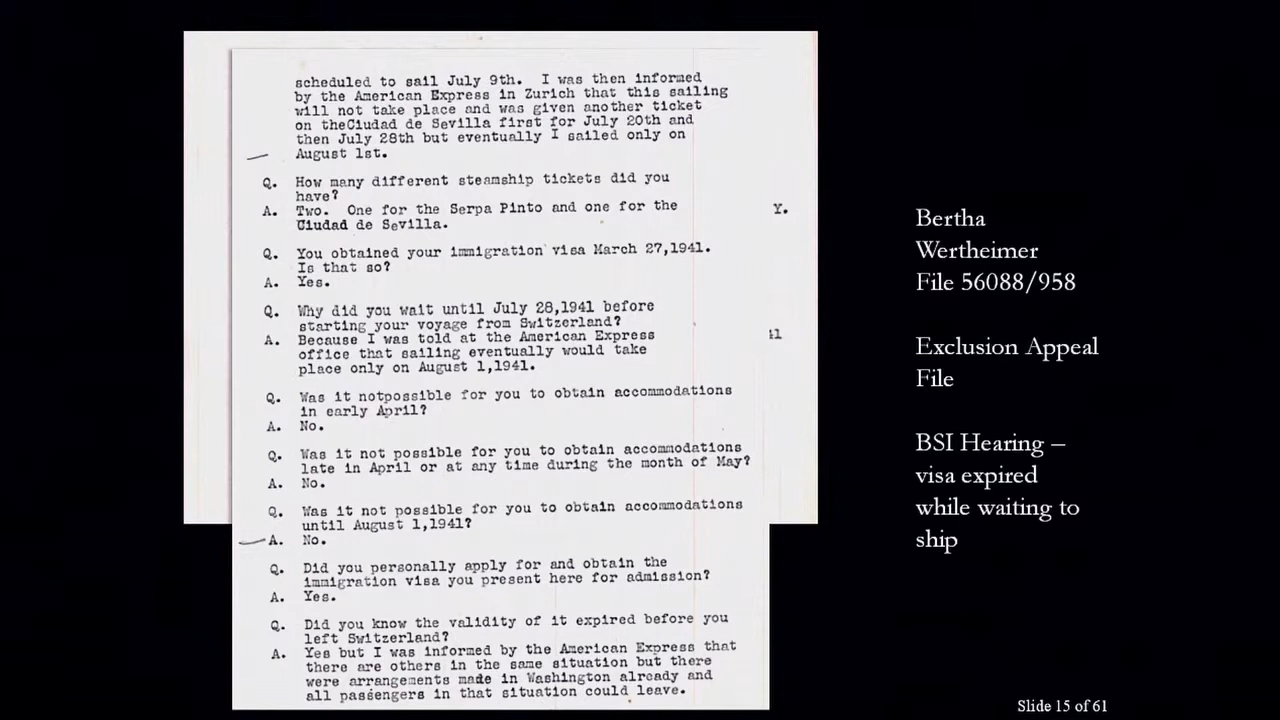 scheduled to sail July 9th. I was then informed
by the American Express in Zurich that this sailing
will not take place and was given another ticket
on theCiudad de Sevilla first for July 20th and
then July 28th but eventually I sailed only on
August 1st.
Q. How many different steamship tickets did you
have?
A. Two. One for the Serpa Pinto and one for the
Ciudad de Sevilla.
Y.
Q. You obtained your immigration visa March 27,1941.
Is that so?
A. Yes.
Q. Why did you wait until July 28,1941 before
starting your voyage from Switzerland?
A. Because I was told at the American Express
office that sailing eventually would take
place only on August 1,1941.
41
Q. Was it notpossible for you to obtain accommodations
in early April?
A. No.
Q. Was it not possible for you to obtain accommodations
late in April or at any time during the month of May?
A. No.
Q. Was it not possible for you to obtain accommodations
until August 1,1941?
A. No.
Q. Did you personally apply for and obtain the
immigration visa you present here for admission?
A. Yes.
Q. Did you know the validity of it expired before you
left Switzerland?
A. Yes but I was informed by the American Express that
there are others in the same situation but there
were arrangements made in Washington already and
all passengers in that situation could leave.
Bertha
Wertheimer
File 56088/958
Exclusion Appeal
File
BSI Hearing –
visa expired
while waiting to
ship
Slide 15 of 61